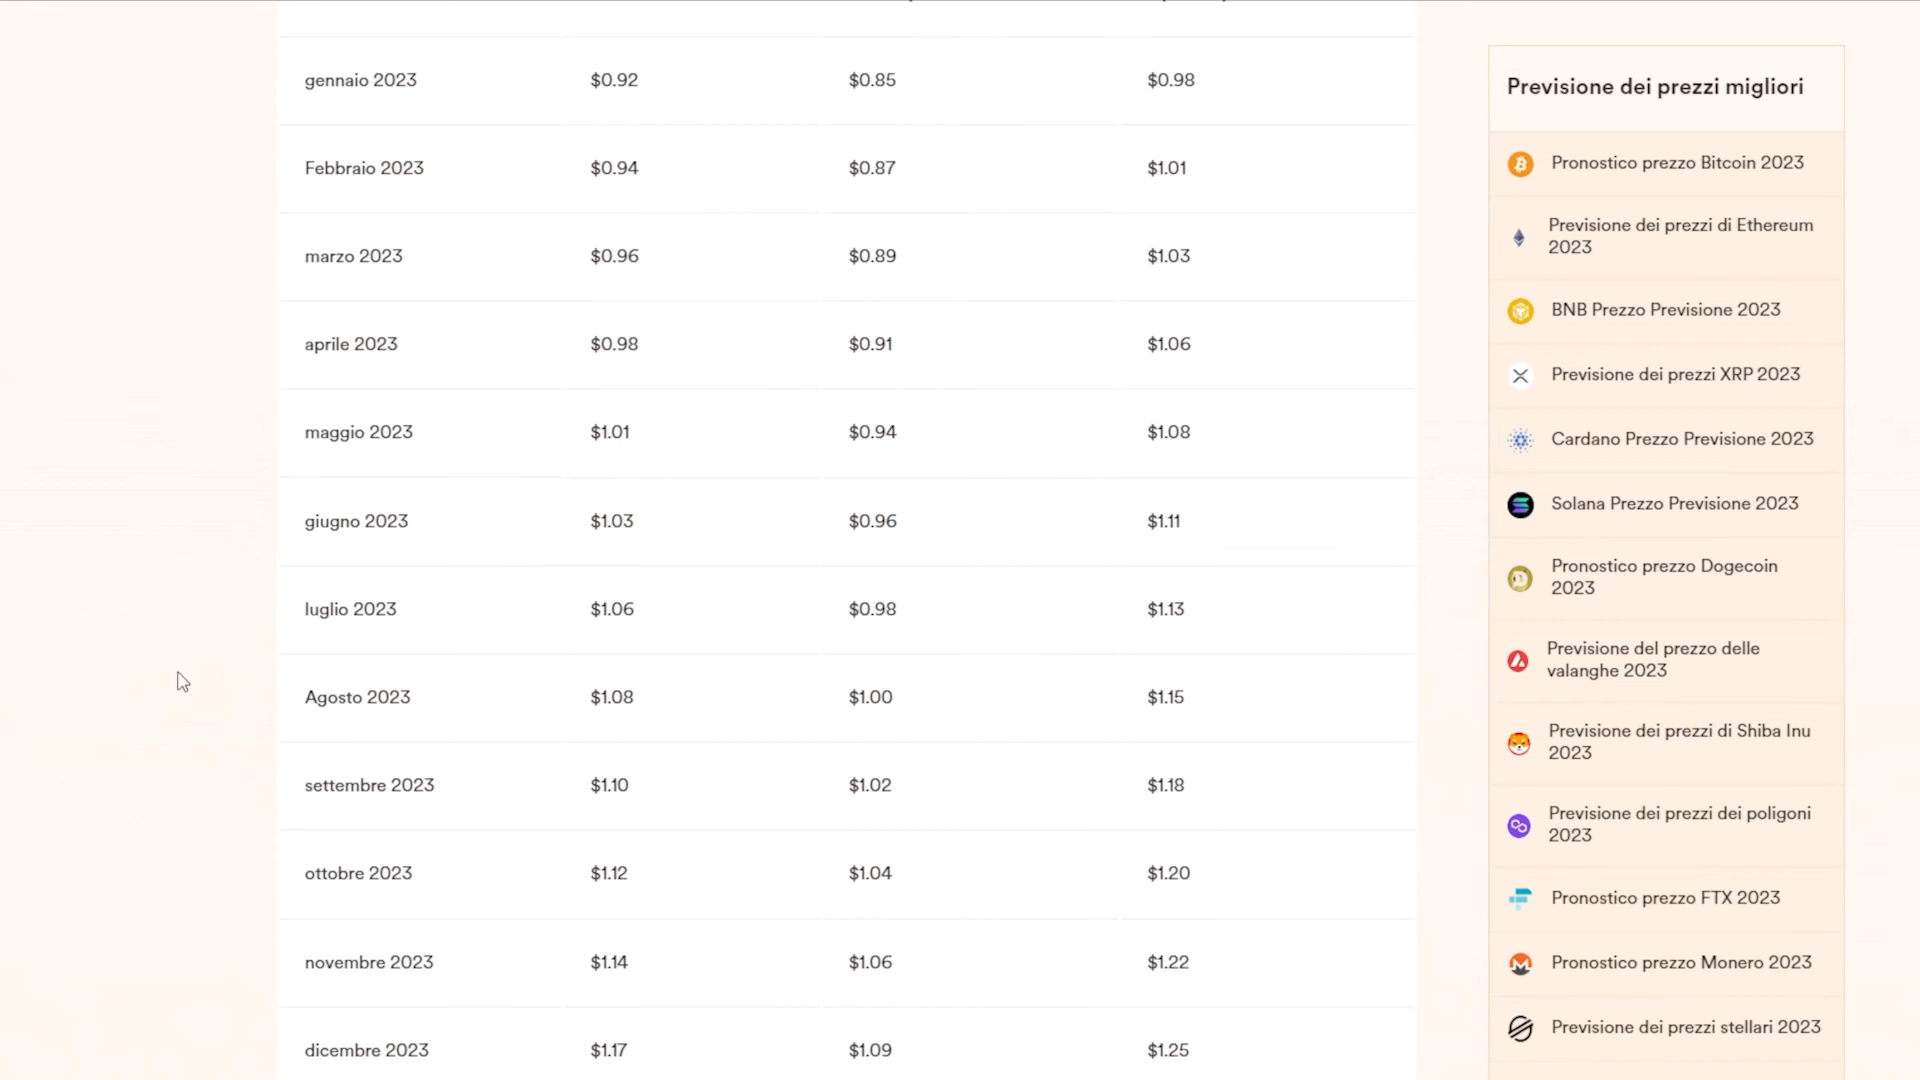 gennaio 2023 $0.92 $0.85 $0.98
Febbraio 2023 $0.94 $0.87 $1.01
marzo 2023 $0.96 $0.89 $1.03
aprile 2023 $0.98 $0.91 $1.06
maggio 2023 $1.01 $0.94 $1.08
giugno 2023 $1.03 $0.96 $1.11
luglio 2023 $1.06 $0.98 $1.13
Agosto 2023 $1.08 $1.00 $1.15
settembre 2023 $1.10 $1.02 $1.18
ottobre 2023 $1.12 $1.04 $1.20
novembre 2023 $1.14 $1.06 $1.22
dicembre 2023 $1.17 $1.09 $1.25
Previsione dei prezzi migliori
Pronostico prezzo Bitcoin 2023
Previsione dei prezzi di Ethereum
2023
BNB Prezzo Previsione 2023
Previsione dei prezzi XRP 2023
Cardano Prezzo Previsione 2023
Solana Prezzo Previsione 2023
Pronostico prezzo Dogecoin
2023
Previsione del prezzo delle
valanghe 2023
Previsione dei prezzi di Shiba Inu
2023
Previsione dei prezzi dei poligoni
2023
Pronostico prezzo FTX 2023
Pronostico prezzo Monero 2023
Previsione dei prezzi stellari 2023